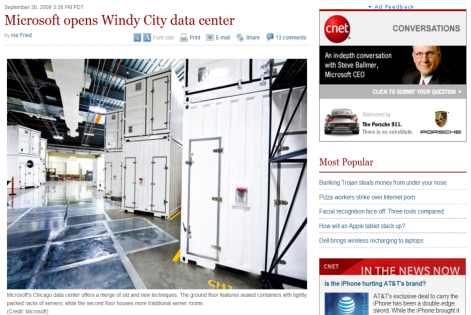 September 30, 2009 3:36 PM PDT
Microsoft opens Windy City data center
by Ina Fried
Font size
Print
E-mail
Share
13 comments
Microsoft's Chicago data center offers a merge of old and new techniques. The ground floor features sealed containers with tightly
packed racks of servers, while the second floor houses more traditional server rooms.
(Credit: Microsoft)
Ad Feedback
cnet
CONVERSATIONS
An in-depth conversation
with Steve Ballmer,
Microsoft CEO
CLICK TO SUBMIT YOUR QUESTION
Sponsored by
The Porsche 911.
There is no substitute.
PORSCHE
Most Popular
Banking Trojan steals money from under your nose
Pizza workers strike over Internet porn
Facial recognition face-off: Three tools compared
How will an Apple tablet stack up?
Dell brings wireless recharging to laptops
CNET
IN THE NEWS NOW
Is the iPhone hurting AT&T's brand?
AT&T's exclusive deal to carry the
iPhone has been a double-edge
sword. While the iPhone brought it
at&t